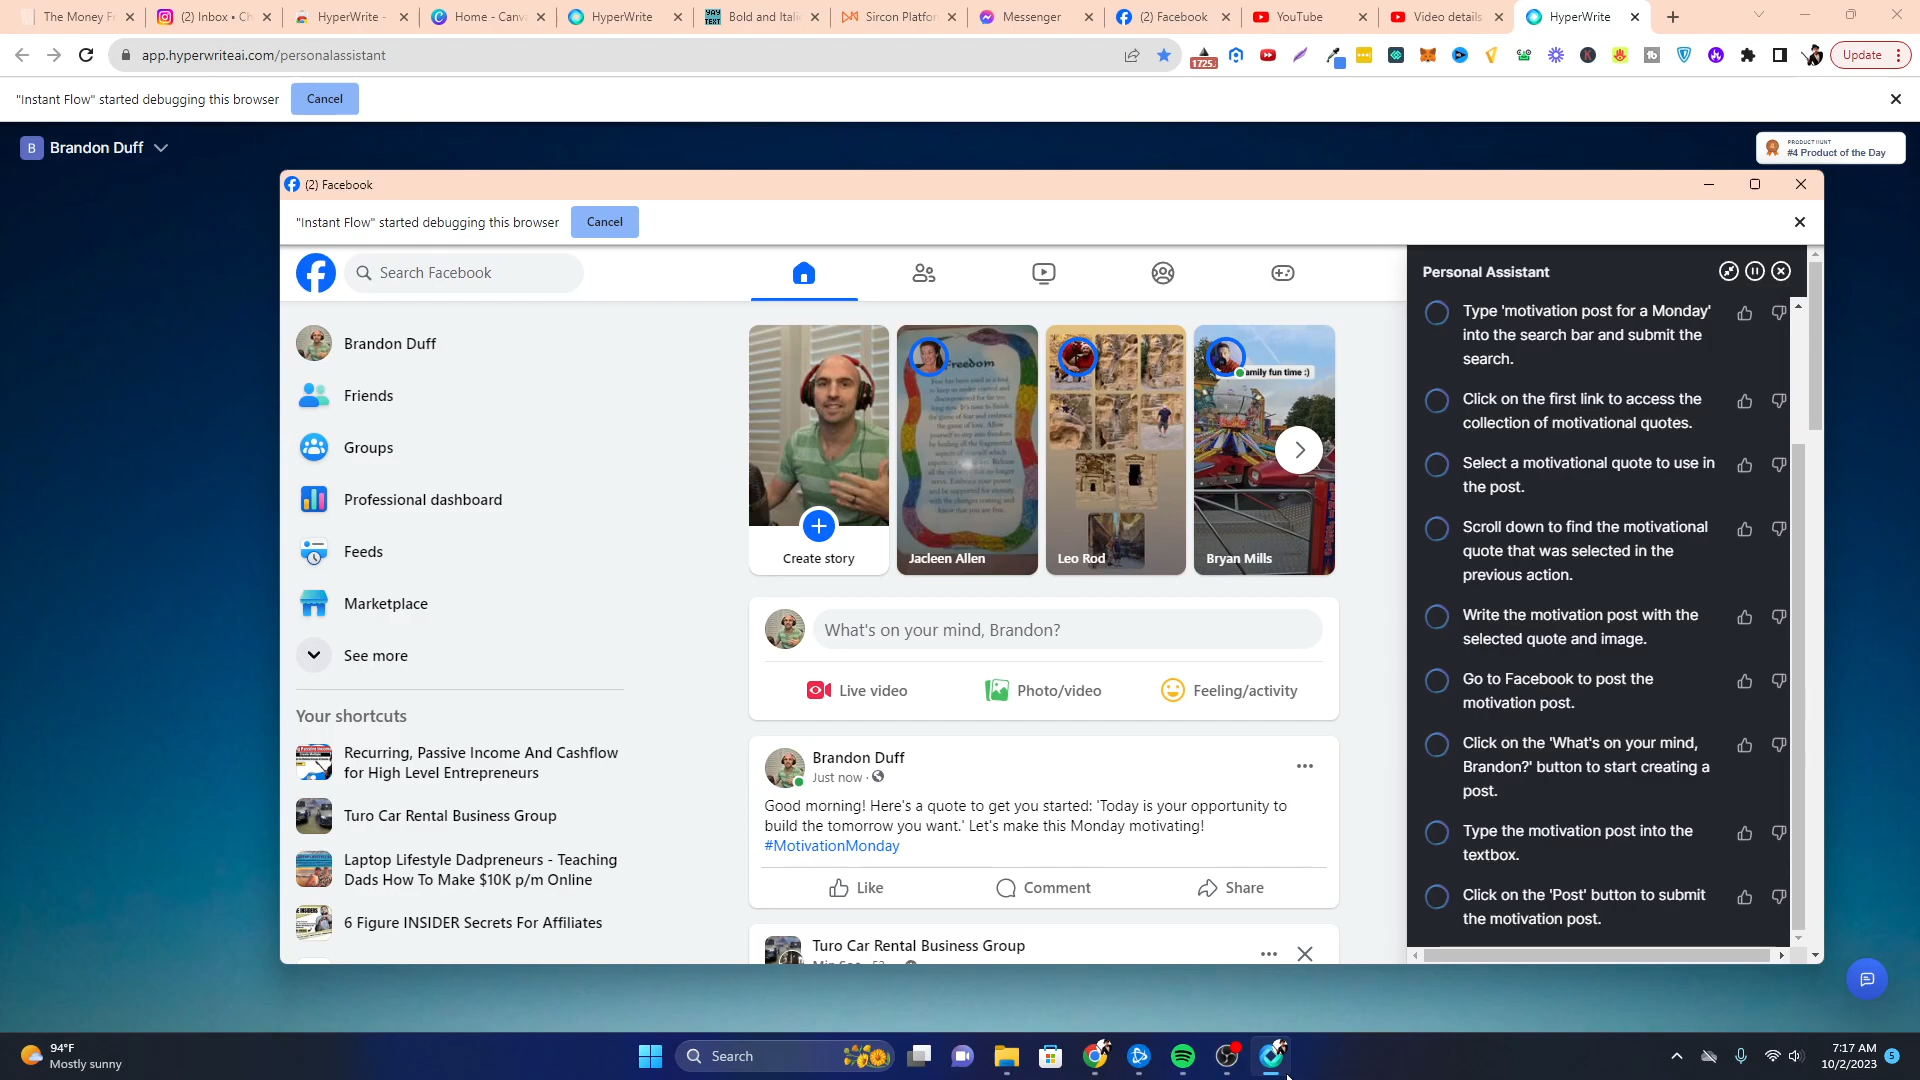 The Money Fr
(2) Inbox • Ch
HyperWrite -
Home - Canv
HyperWrite
YAY TEXT
Bold and Itali
Sircon Platfor
Messenger
(2) Facebook
YouTube
Video details
HyperWrite
app.hyperwriteai.com/personalassistant
1725.
Update
"Instant Flow" started debugging this browser
Cancel
B
Brandon Duff
PRODUCT HUNT
#4 Product of the Day
(2) Facebook
"Instant Flow" started debugging this browser
Cancel
Search Facebook
Brandon Duff
Friends
Groups
Professional dashboard
Feeds
Marketplace
See more
Your shortcuts
Recurring, Passive Income And Cashflow
for High Level Entrepreneurs
Turo Car Rental Business Group
Laptop Lifestyle Dadpreneurs - Teaching
Dads How To Make $10K p/m Online
6 Figure INSIDER Secrets For Affiliates
Create story
Freedom
Jacleen Allen
Leo Rod
amily fun time :)
Bryan Mills
What's on your mind, Brandon?
Live video
Photo/video
Feeling/activity
Brandon Duff
Just now ·
Good morning! Here's a quote to get you started: 'Today is your opportunity to
build the tomorrow you want.' Let's make this Monday motivating!
#MotivationMonday
Like
Comment
Share
Turo Car Rental Business Group
Personal Assistant
Type 'motivation post for a Monday'
into the search bar and submit the
search.
Click on the first link to access the
collection of motivational quotes.
Select a motivational quote to use in
the post.
Scroll down to find the motivational
quote that was selected in the
previous action.
Write the motivation post with the
selected quote and image.
Go to Facebook to post the
motivation post.
Click on the 'What's on your mind,
Brandon?' button to start creating a
post.
Type the motivation post into the
textbox.
Click on the 'Post' button to submit
the motivation post.
94°F
Mostly sunny
Search
7:17 AM
10/2/2023
5